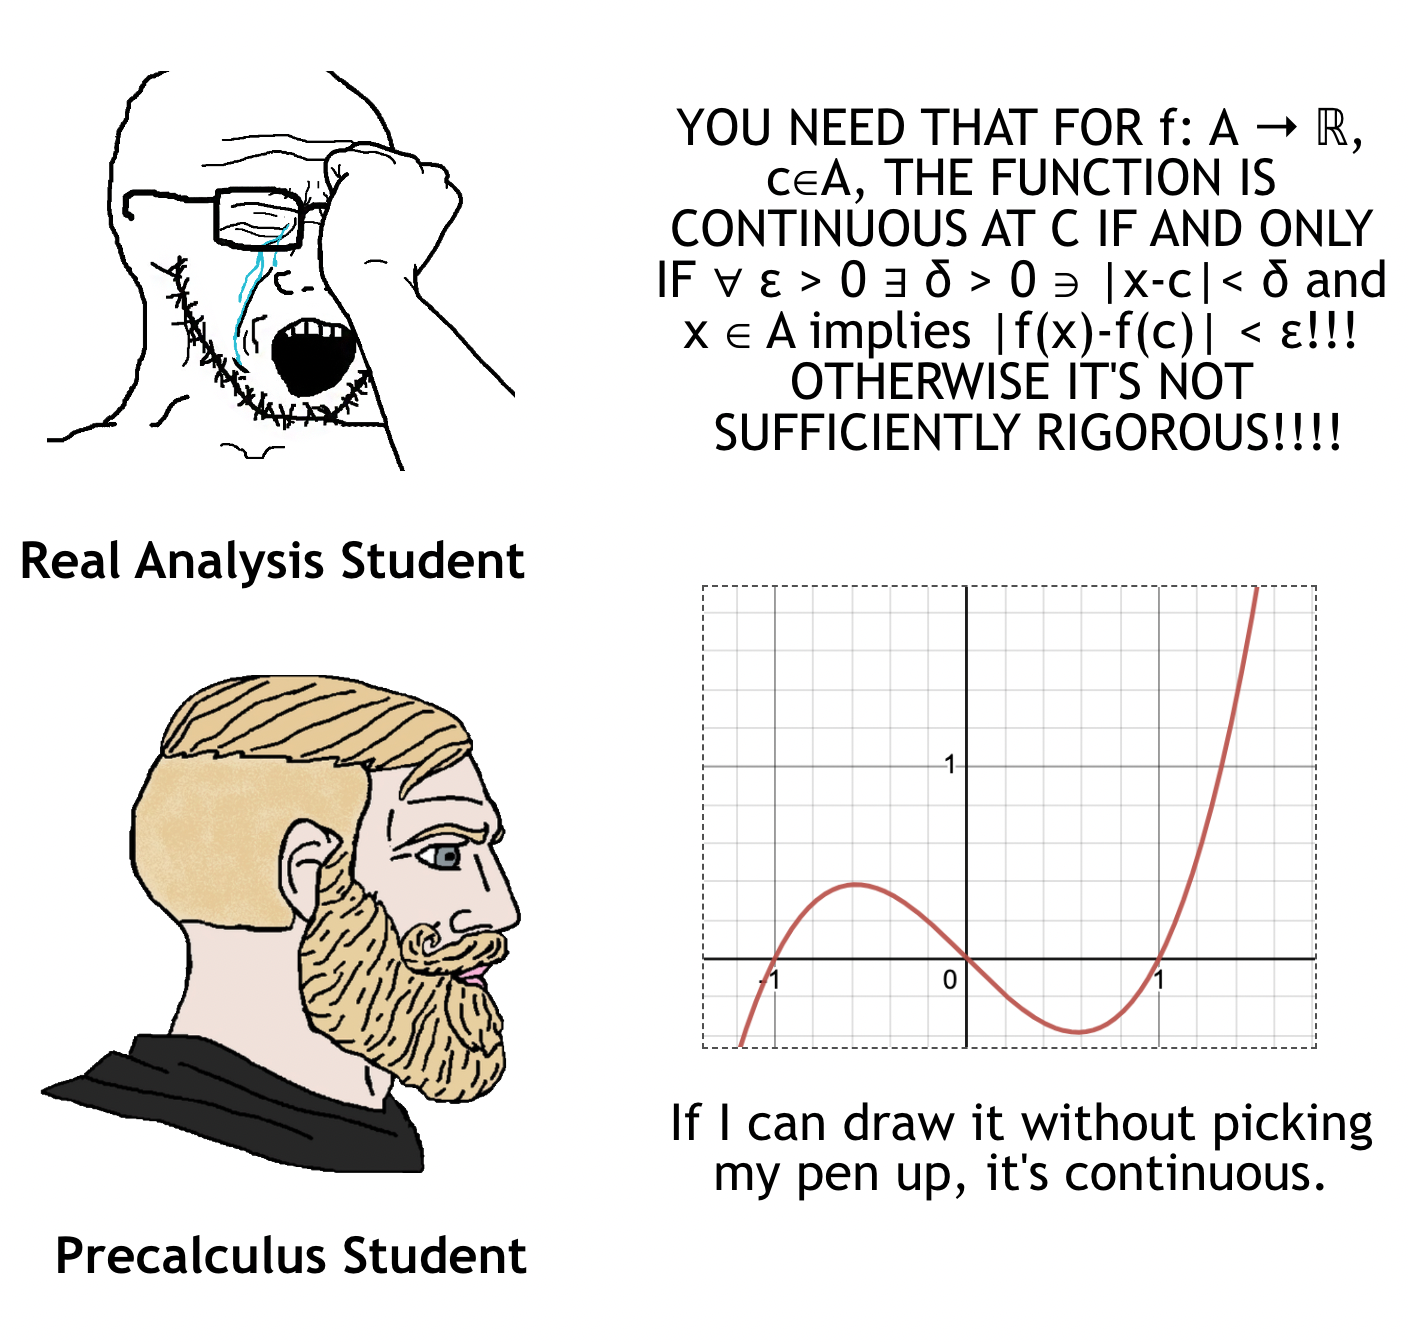 YOU NEED THAT FOR f: A → ℝ,
c∈A, THE FUNCTION IS
CONTINUOUS AT C IF AND ONLY
IF ∀ ε > 0 ∃ δ > 0 ∋ |x-c|< δ and
x ∈ A implies |f(x)-f(c)| < ε!!!
OTHERWISE IT'S NOT
SUFFICIENTLY RIGOROUS!!!!
Real Analysis Student
1
-1
0
1
If I can draw it without picking
my pen up, it's continuous.
Precalculus Student